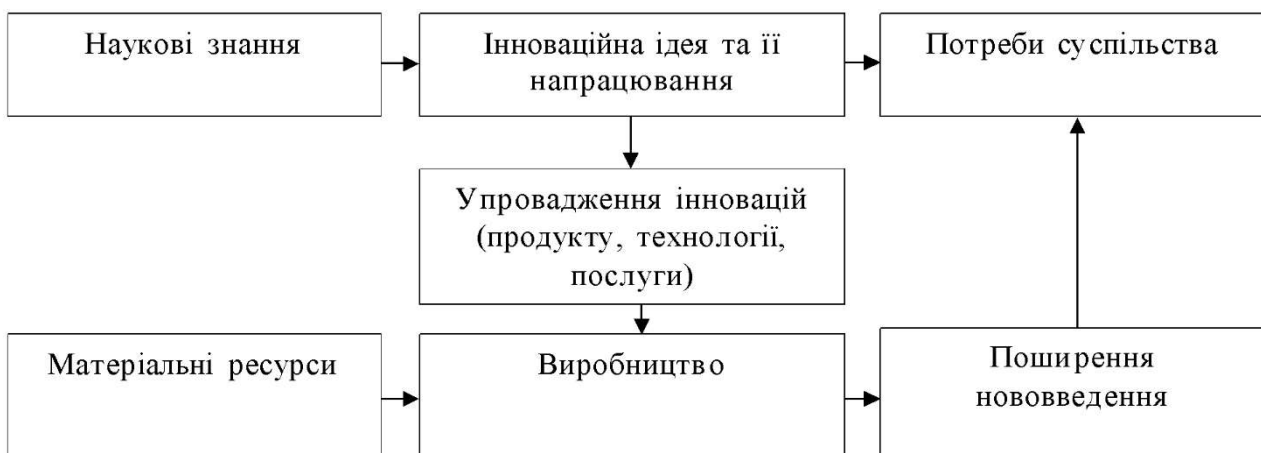 Наукові знання
Інноваційна ідея та її
напрацювання
Потреби суспільства
Упровадження інновацій
(продукту, технології,
послуги)
Матеріальні ресурси
Виробництво
Поширення
нововведення